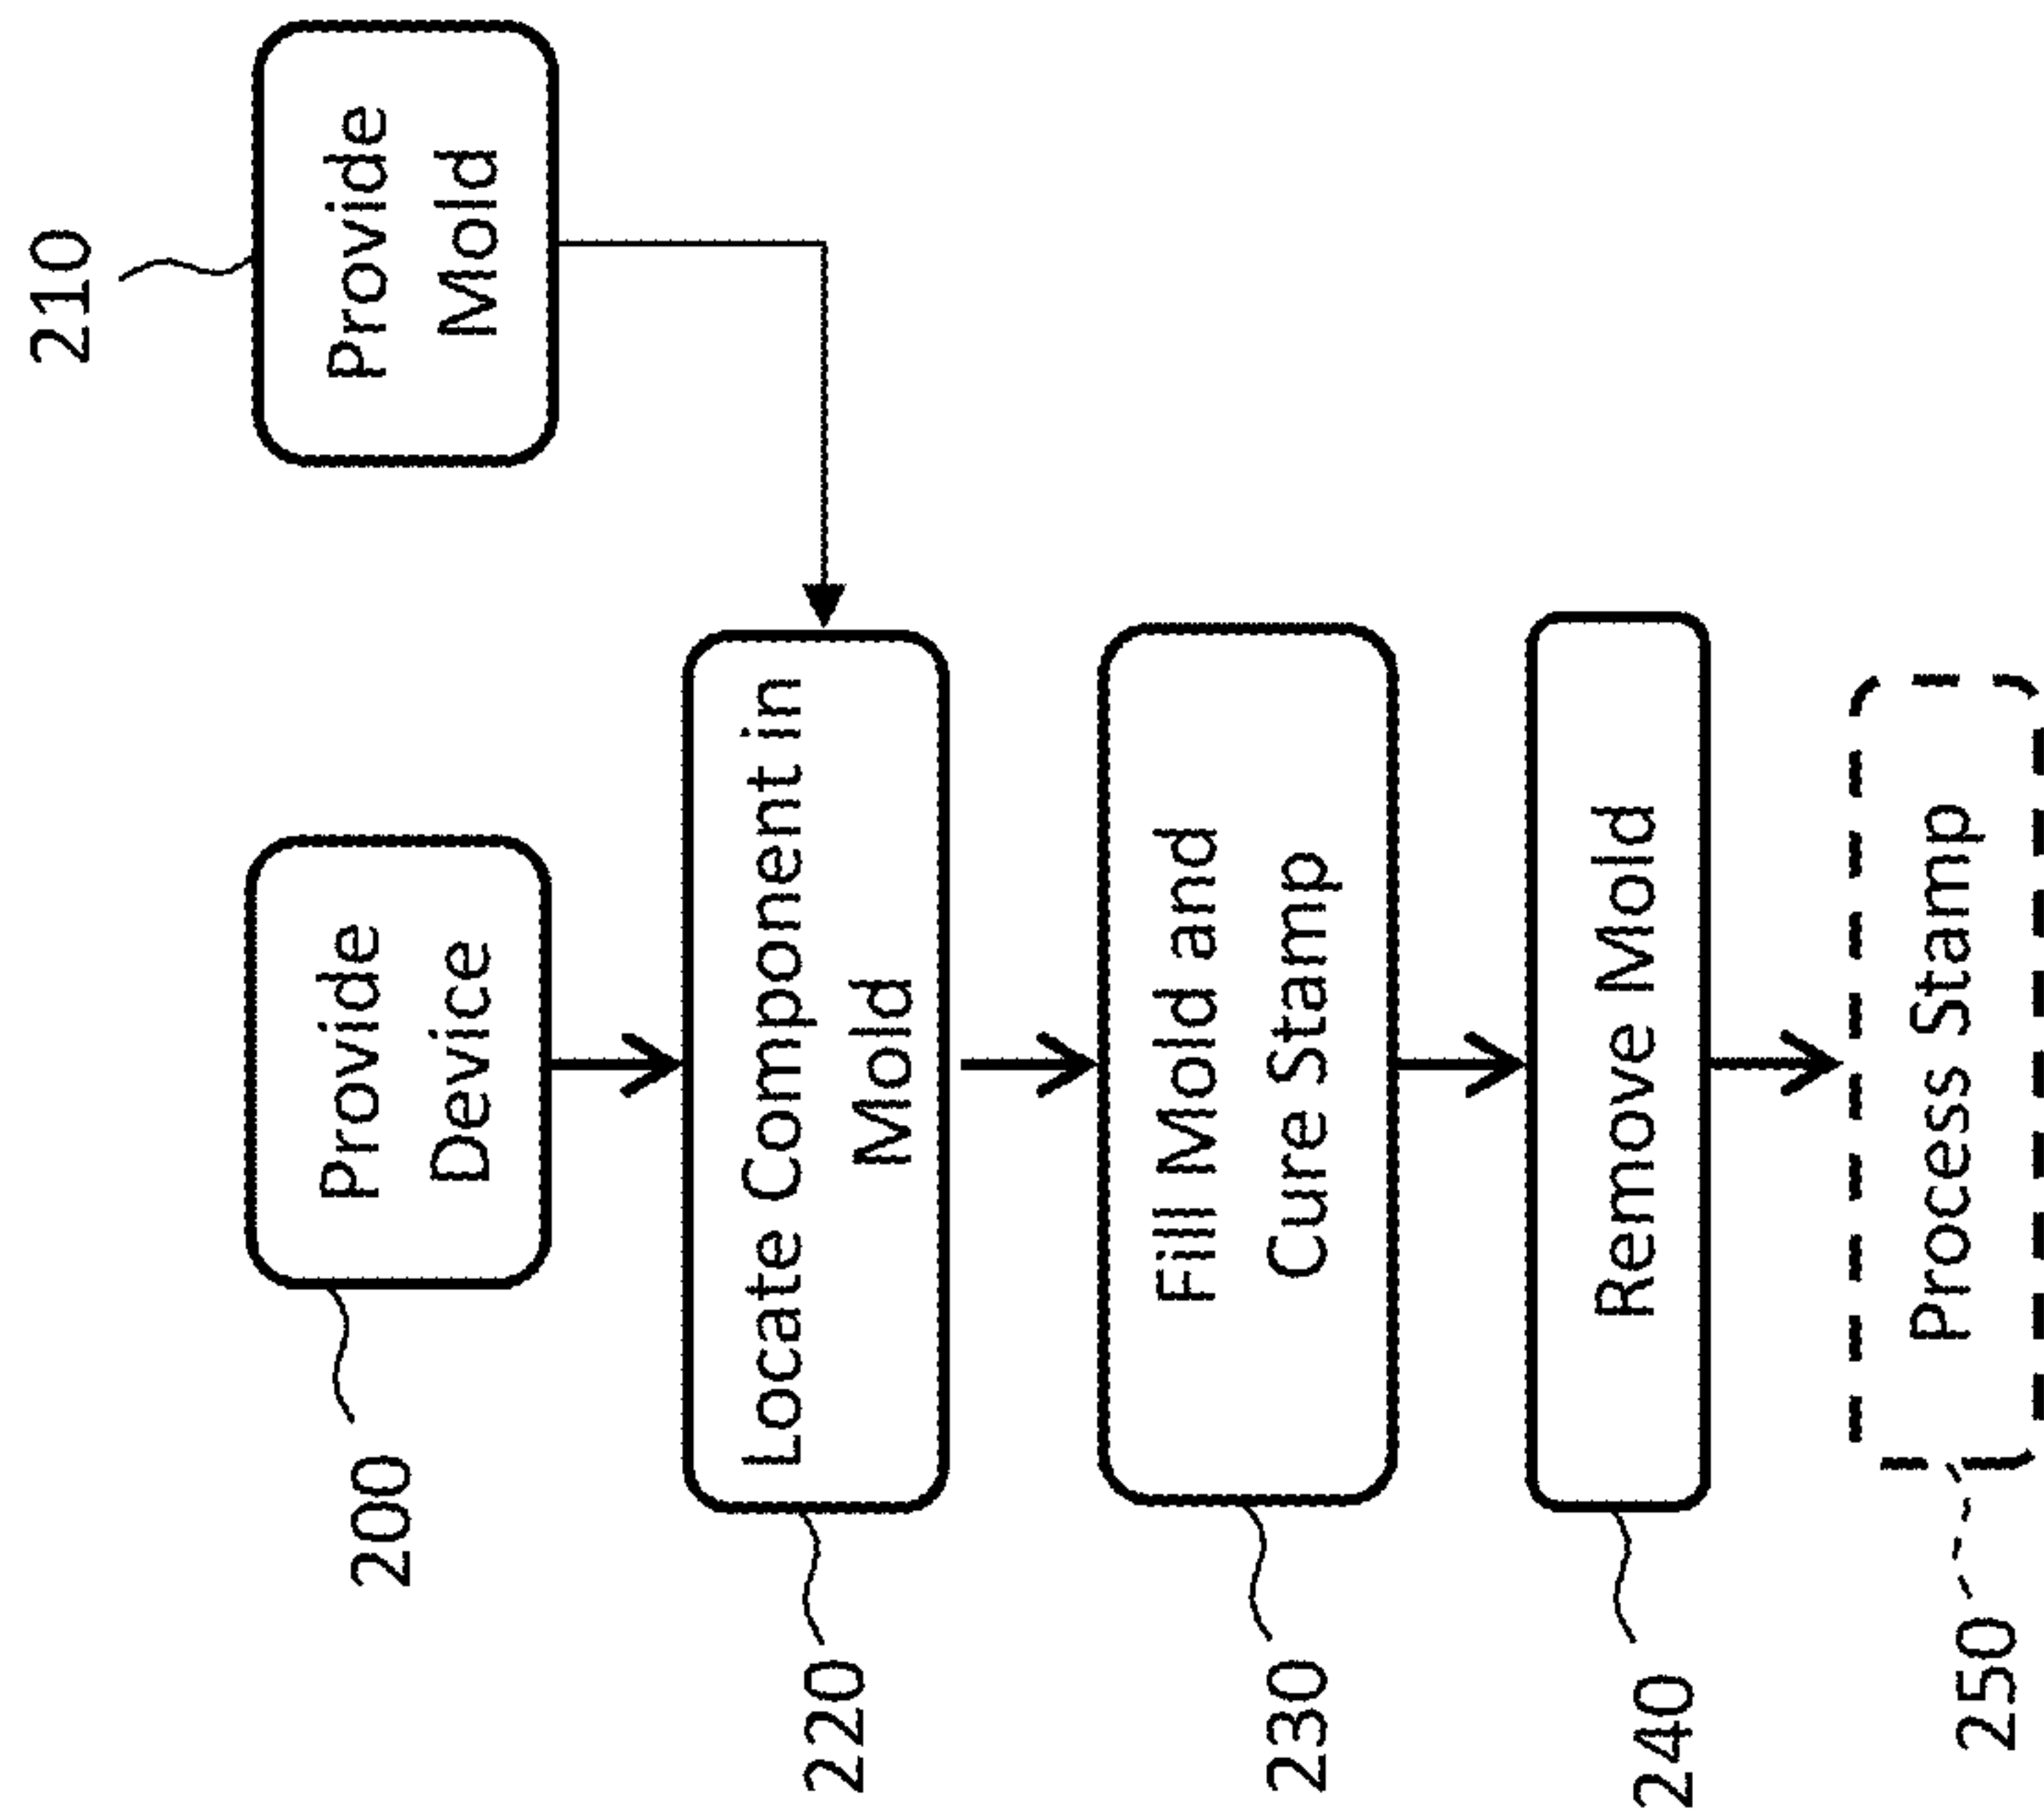 210
Provide
Mold
200
Provide
Device
220
Locate Component in
Mold
230
Fill Mold and
Cure Stamp
240
Remove Mold
250
Process Stamp